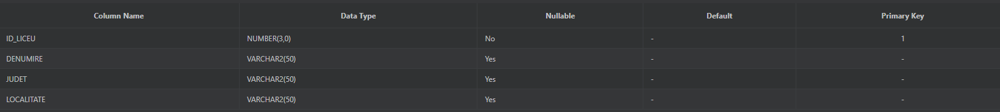 Column Name Data Type Nullable Default Primary Key
ID_LICEU NUMBER(3,0) No - 1
DENUMIRE VARCHAR2(50) Yes - -
JUDET VARCHAR2(50) Yes - -
LOCALITATE VARCHAR2(50) Yes - -